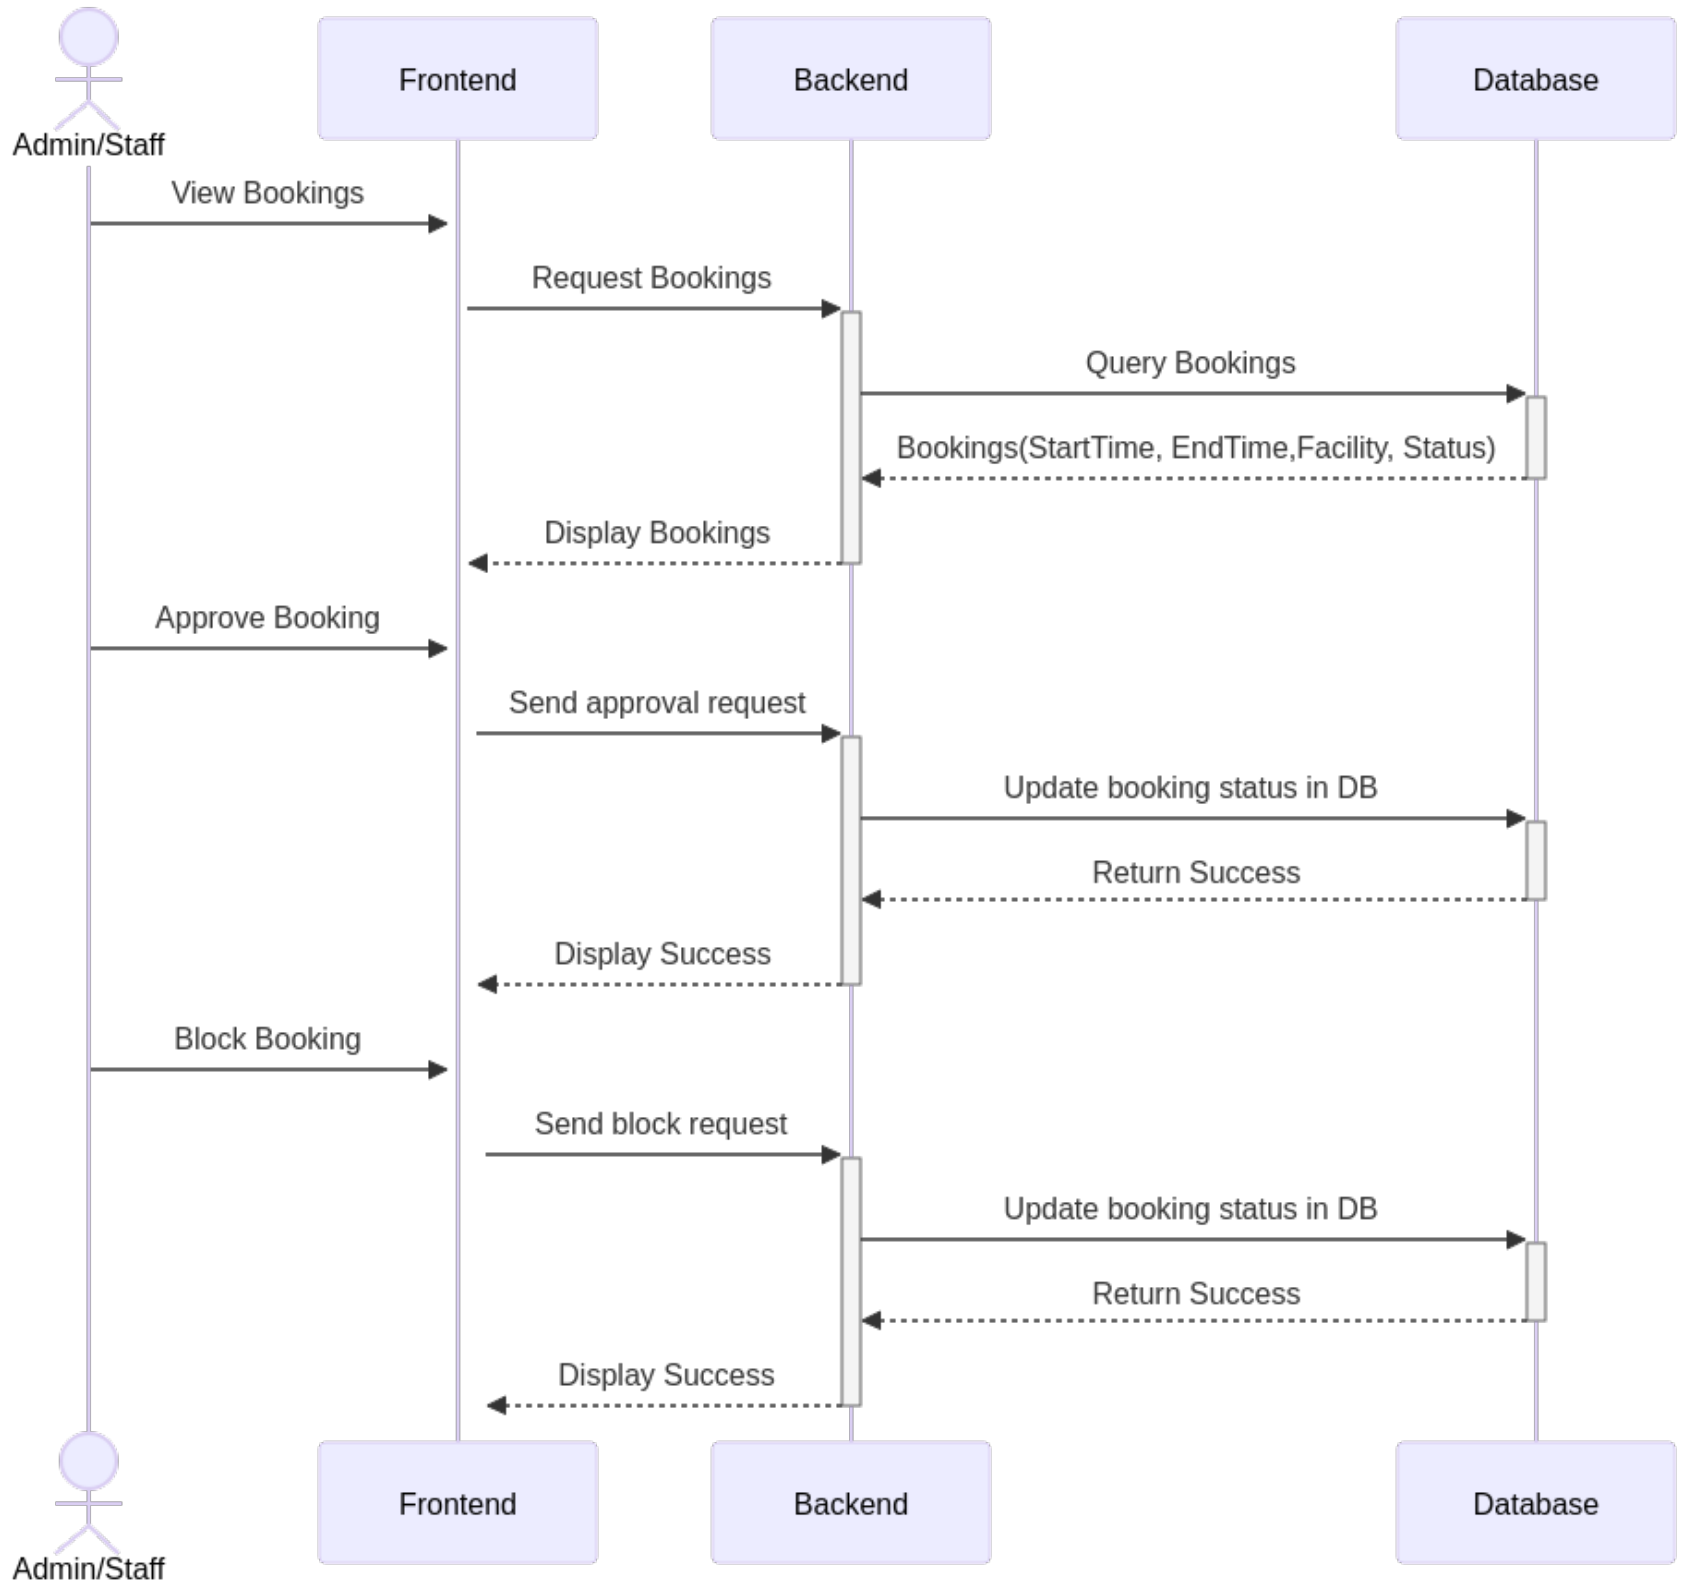 Frontend
Backend
Database
Admin/Staff
View Bookings
Request Bookings
Query Bookings
Bookings(StartTime, EndTime,Facility, Status)
Display Bookings
Approve Booking
Send approval request
Update booking status in DB
Return Success
Display Success
Block Booking
Send block request
Update booking status in DB
Return Success
Display Success
Frontend
Backend
Database
Admin/Staff